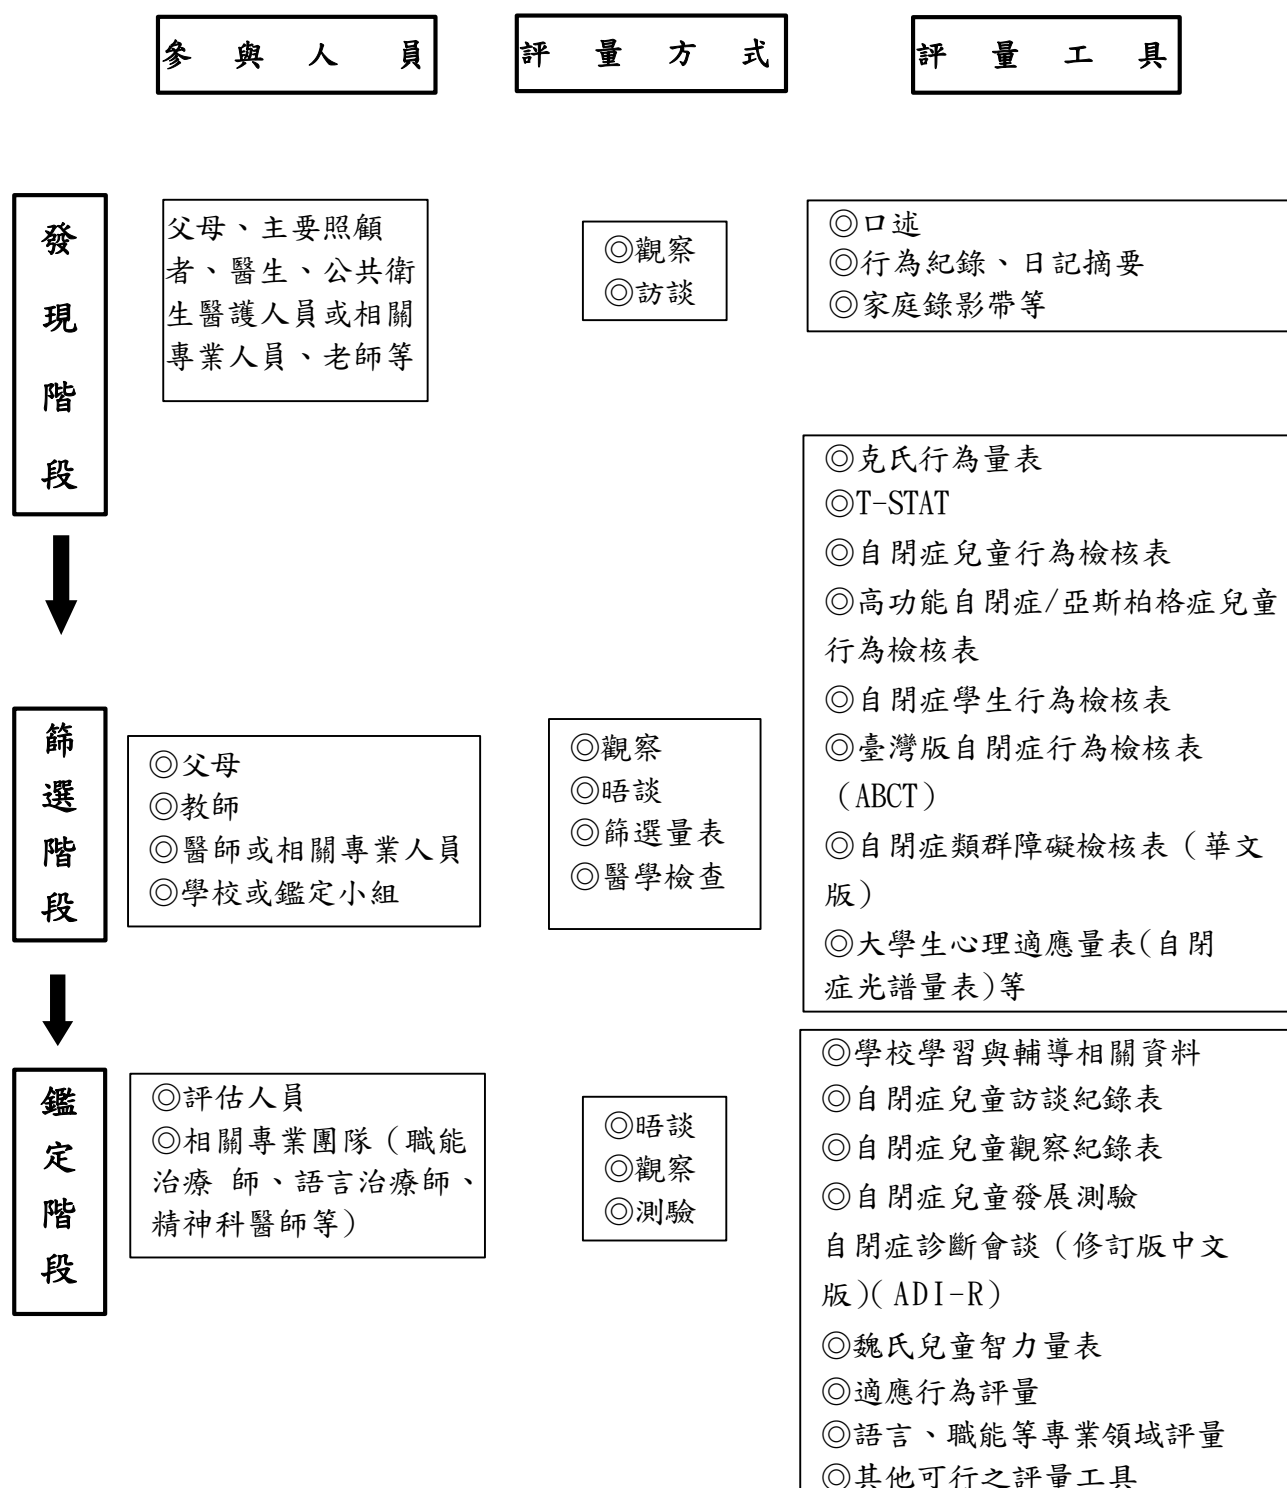 參與人員
評量方式
評量工具
發現階段
父母、主要照顧
者、醫生、公共衛
生醫護人員或相關
專業人員、老師等
◎觀察
◎訪談
◎口述
◎行為紀錄、日記摘要
◎家庭錄影帶等
篩選階段
◎父母
◎教師
◎醫師或相關專業人員
◎學校或鑑定小組
◎觀察
◎晤談
◎篩選量表
◎醫學檢查
◎克氏行為量表
◎T-STAT
◎自閉症兒童行為檢核表
◎高功能自閉症/亞斯柏格症兒童
行為檢核表
◎自閉症學生行為檢核表
◎臺灣版自閉症行為檢核表
（ABCT）
◎自閉症類群障礙檢核表（華文
版）
◎大學生心理適應量表(自閉
症光譜量表)等
鑑定階段
◎評估人員
◎相關專業團隊（職能
治療 師、語言治療師、
精神科醫師等）
◎晤談
◎觀察
◎測驗
◎學校學習與輔導相關資料
◎自閉症兒童訪談紀錄表
◎自閉症兒童觀察紀錄表
◎自閉症兒童發展測驗
自閉症診斷會談（修訂版中文
版)( ADI-R）
◎魏氏兒童智力量表
◎適應行為評量
◎語言、職能等專業領域評量
◎其他可行之評量工具